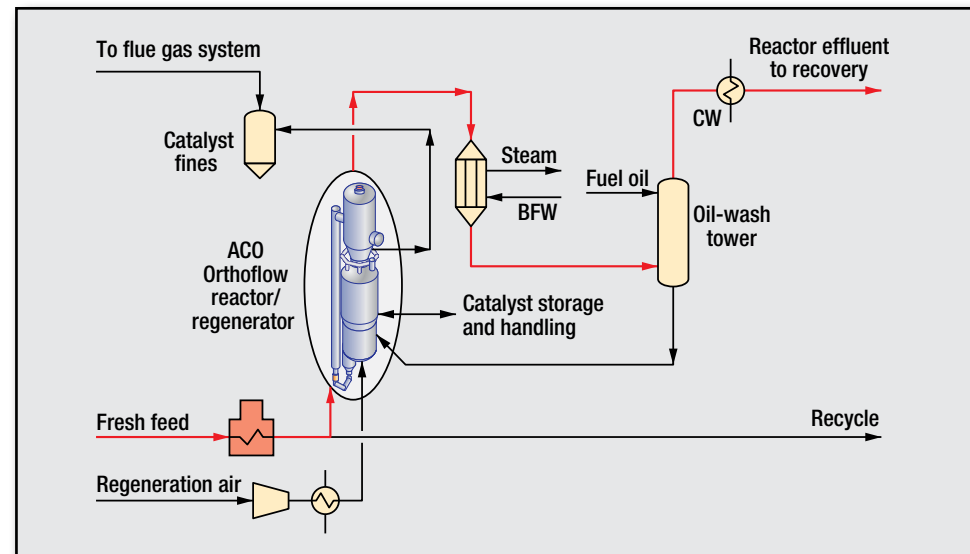 To flue gas system
Reactor effluent
to recovery
CW
Catalyst
fines
Steam
Fuel oil
BFW
Oil-wash
tower
ACO
Orthoflow
reactor/
regenerator
Catalyst storage
and handling
Fresh feed
Recycle
Regeneration air